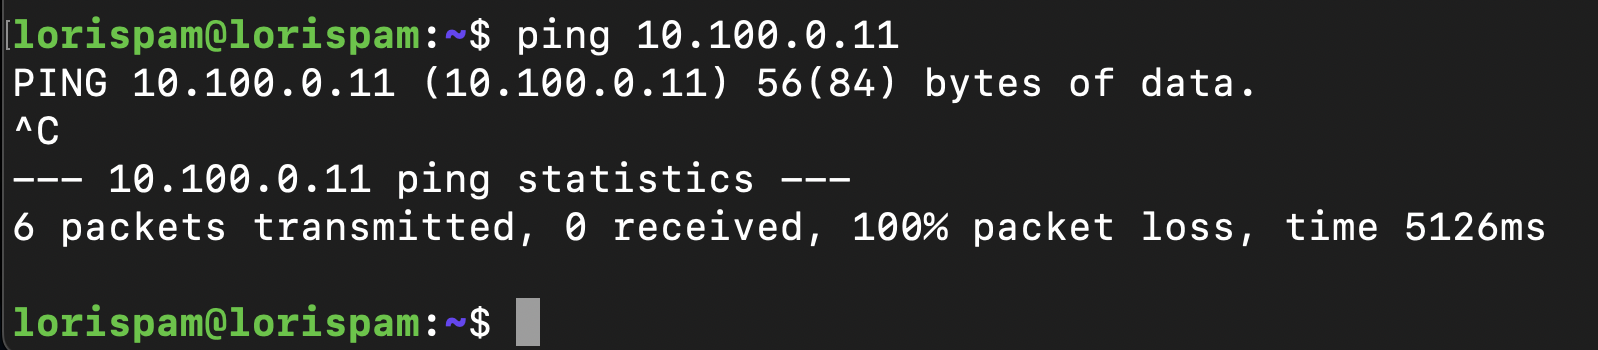 lorispam@lorispam:~$ ping 10.100.0.11
PING 10.100.0.11 (10.100.0.11) 56(84) bytes of data.
^C
--- 10.100.0.11 ping statistics ---
6 packets transmitted, 0 received, 100% packet loss, time 5126ms
lorispam@lorispam:~$